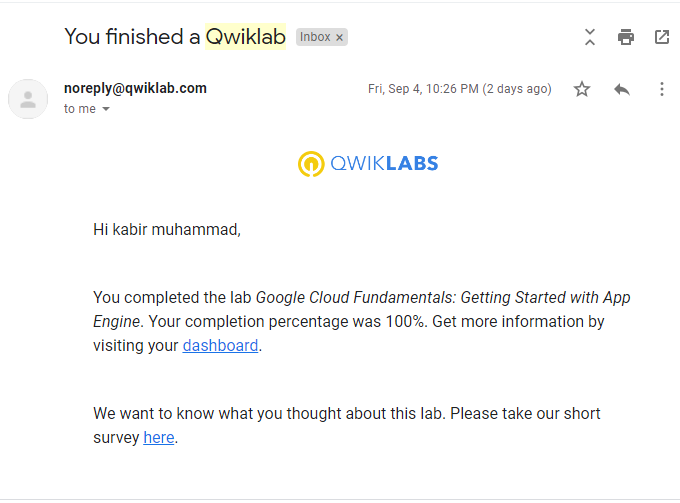 You finished a Qwiklab Inbox ×
noreply@qwiklab.com Fri, Sep 4, 10:26 PM (2 days ago)
to me
QWIKLABS
Hi kabir muhammad,
You completed the lab Google Cloud Fundamentals: Getting Started with App
Engine. Your completion percentage was 100%. Get more information by
visiting your dashboard.
We want to know what you thought about this lab. Please take our short
survey here.